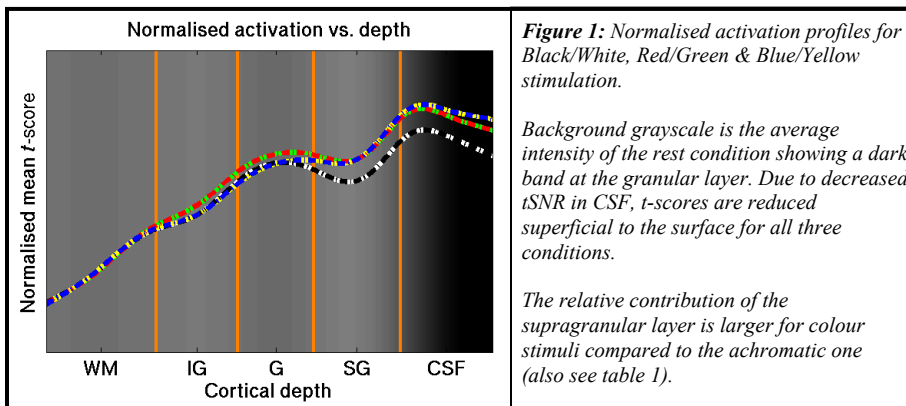 Normalised activation vs. depth
Normalised mean t-score
WM IG G SG CSF
Cortical depth
Figure 1: Normalised activation profiles for
Black/White, Red/Green & Blue/Yellow
stimulation.
Background grayscale is the average
intensity of the rest condition showing a dark
band at the granular layer. Due to decreased
tSNR in CSF, t-scores are reduced
superficial to the surface for all three
conditions.
The relative contribution of the
supragranular layer is larger for colour
stimuli compared to the achromatic one
(also see table 1).